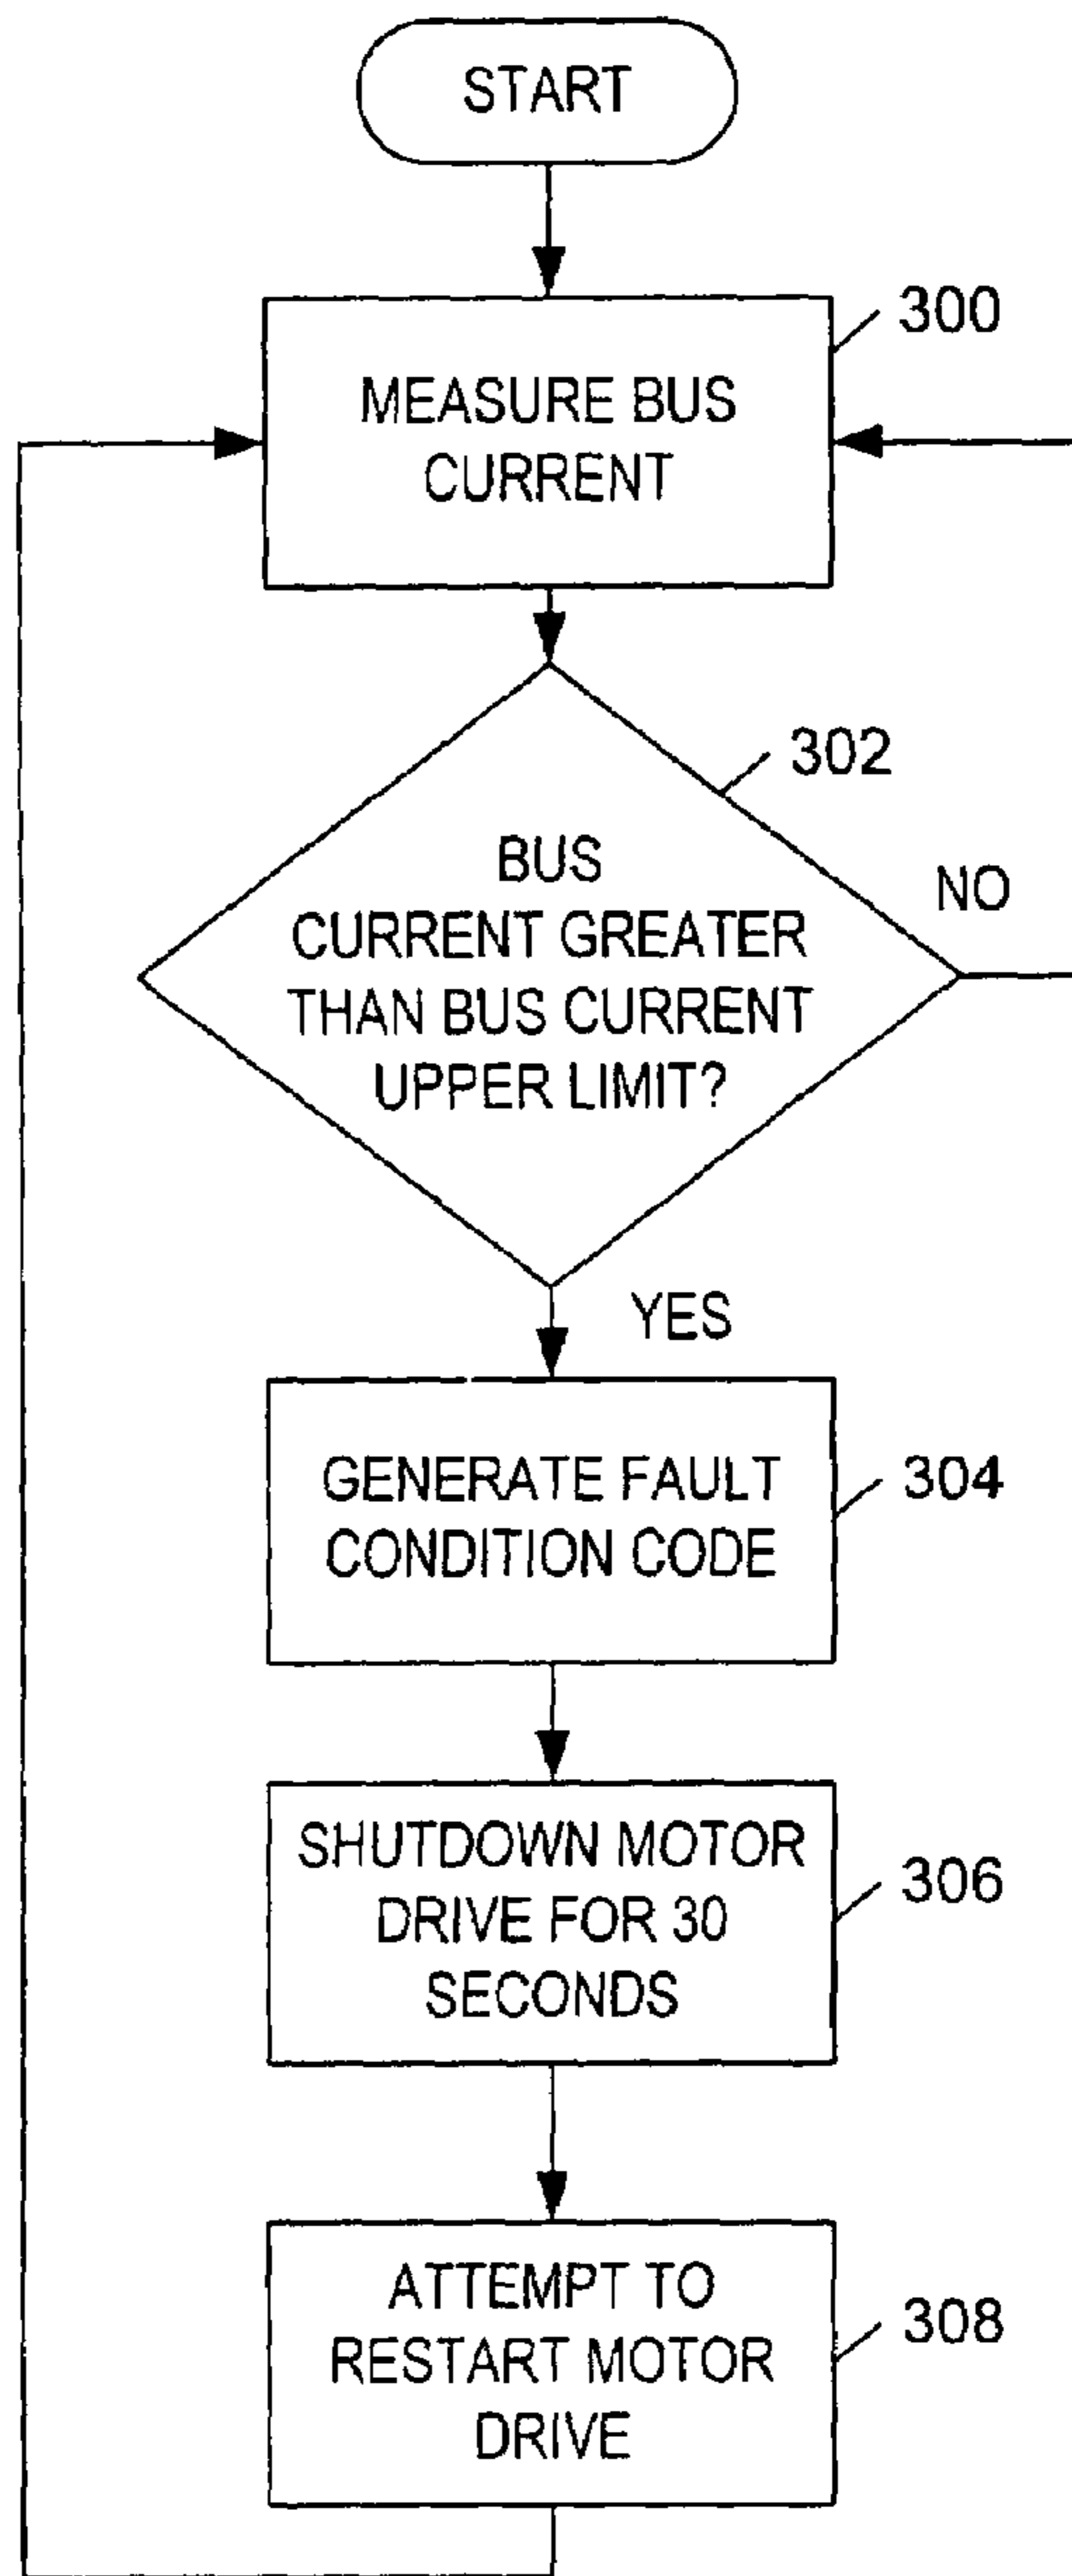 START
300
MEASURE BUS
CURRENT
302
BUS
CURRENT GREATER
THAN BUS CURRENT
UPPER LIMIT?
NO
YES
GENERATE FAULT
CONDITION CODE
304
SHUTDOWN MOTOR
DRIVE FOR 30
SECONDS
306
ATTEMPT TO
RESTART MOTOR
DRIVE
308